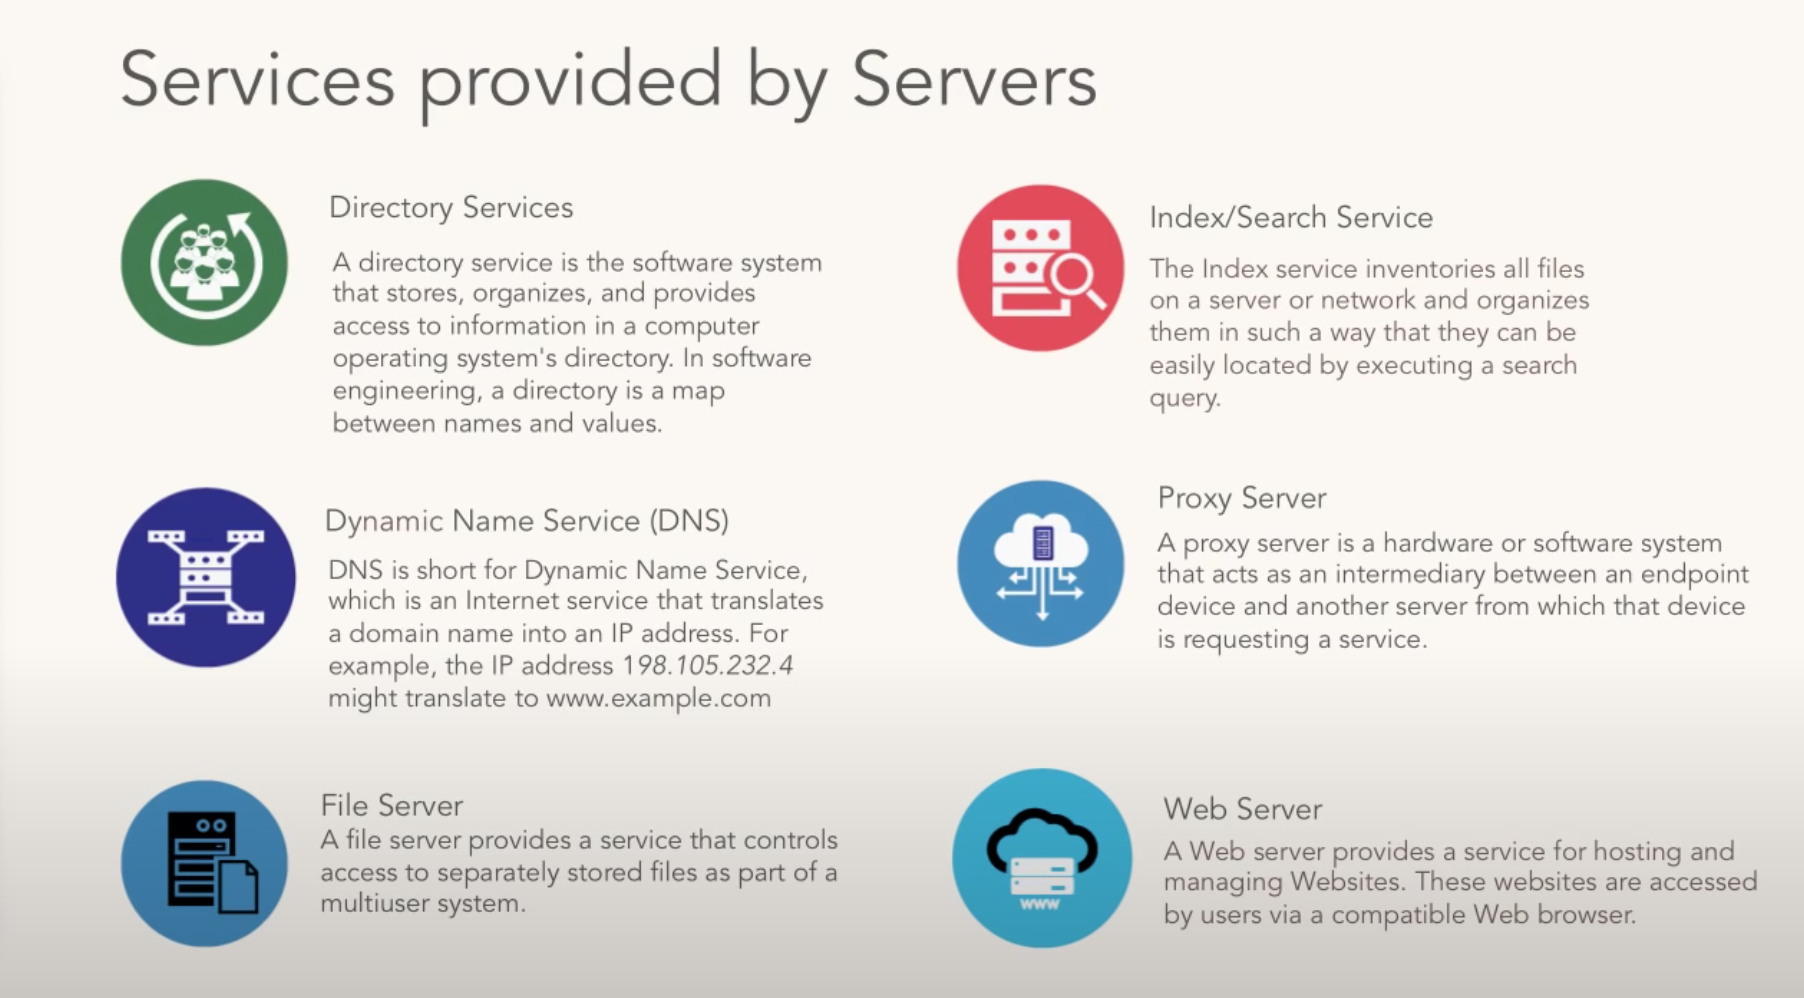 Services provided by Servers
Directory Services
A directory service is the software system
that stores, organizes, and provides
access to information in a computer
operating system's directory. In software
engineering, a directory is a map
between names and values.
Dynamic Name Service (DNS)
DNS is short for Dynamic Name Service,
which is an Internet service that translates
a domain name into an IP address. For
example, the IP address 198.105.232.4
might translate to www.example.com
File Server
A file server provides a service that controls
access to separately stored files as part of a
multiuser system.
Index/Search Service
The Index service inventories all files
on a server or network and organizes
them in such a way that they can be
easily located by executing a search
query.
Proxy Server
A proxy server is a hardware or software system
that acts as an intermediary between an endpoint
device and another server from which that device
is requesting a service.
www
Web Server
A Web server provides a service for hosting and
managing Websites. These websites are accessed
by users via a compatible Web browser.